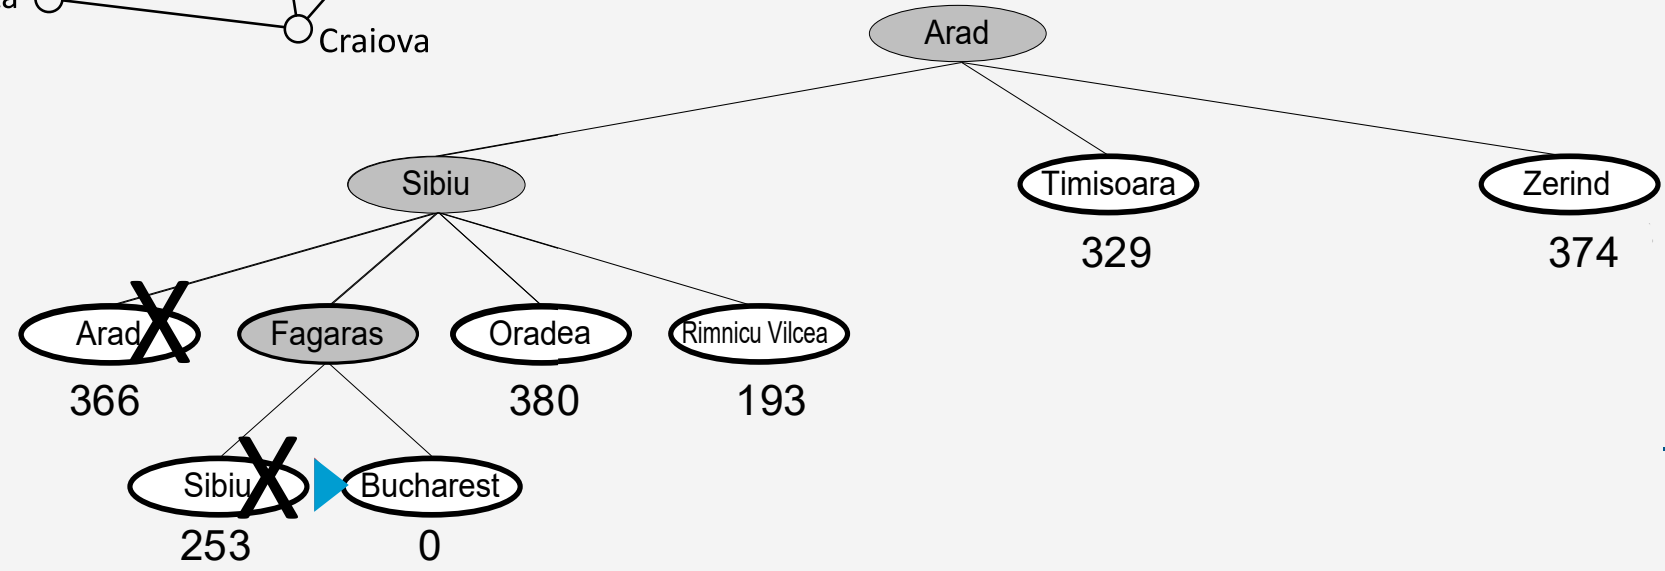 Craiova
Arad
Sibiu
Timisoara
Zerind
329
374
Arad
Fagaras
Oradea
Rimnicu Vilcea
366
380
193
Sibiu
Bucharest
253
0